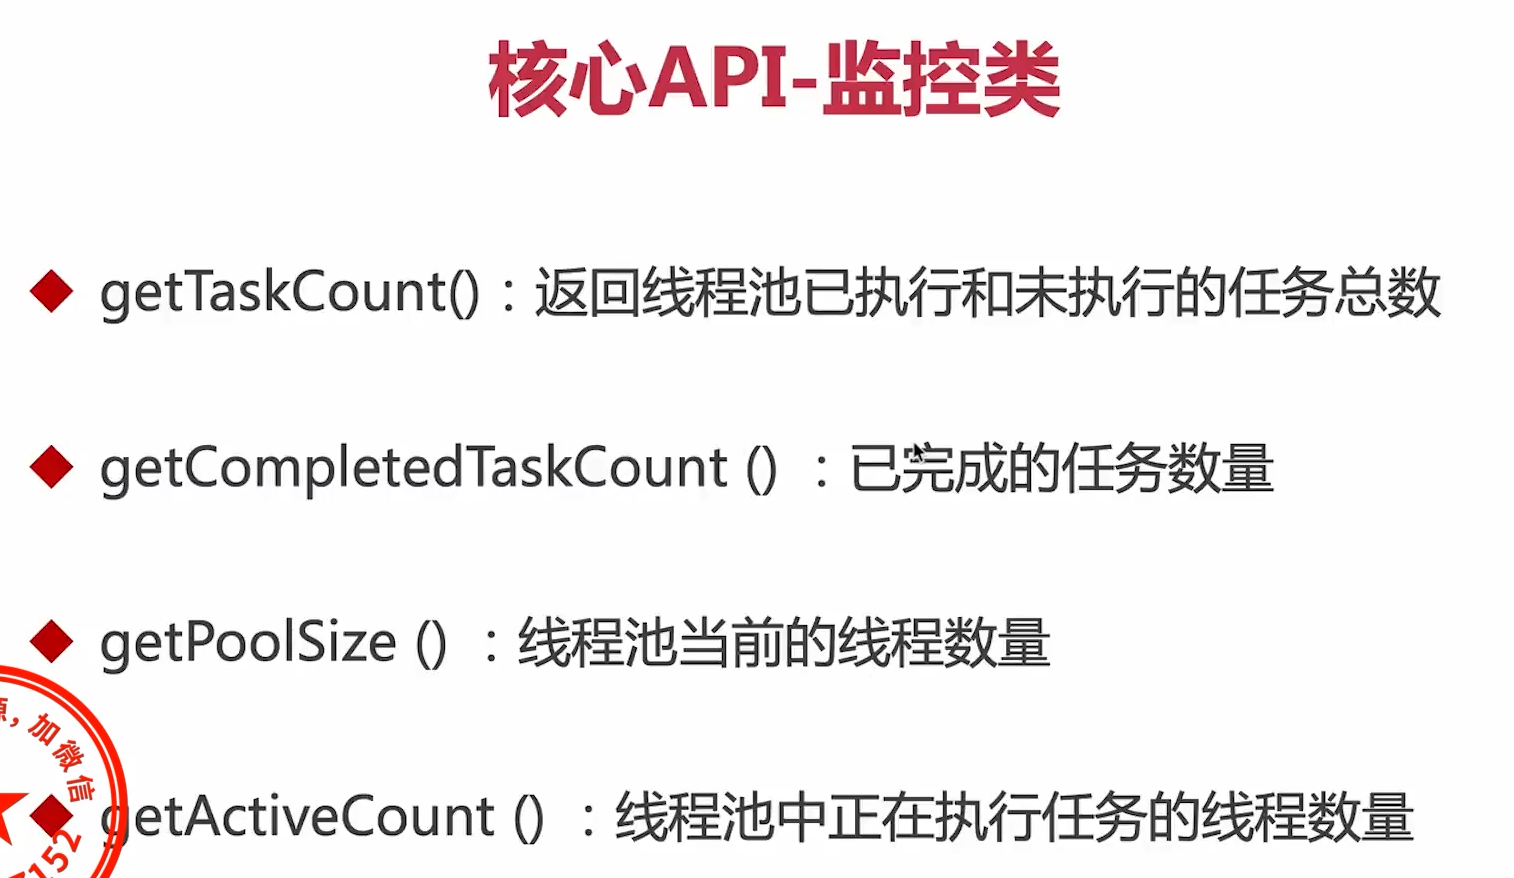 核心API-监控类
getTaskCount()：返回线程池已执行和未执行的任务总数
getCompletedTaskCount ()  ：已完成的任务数量
getPoolSize ()  ：线程池当前的线程数量
getActiveCount ()  ：线程池中正在执行任务的线程数量
源，加微信
7152